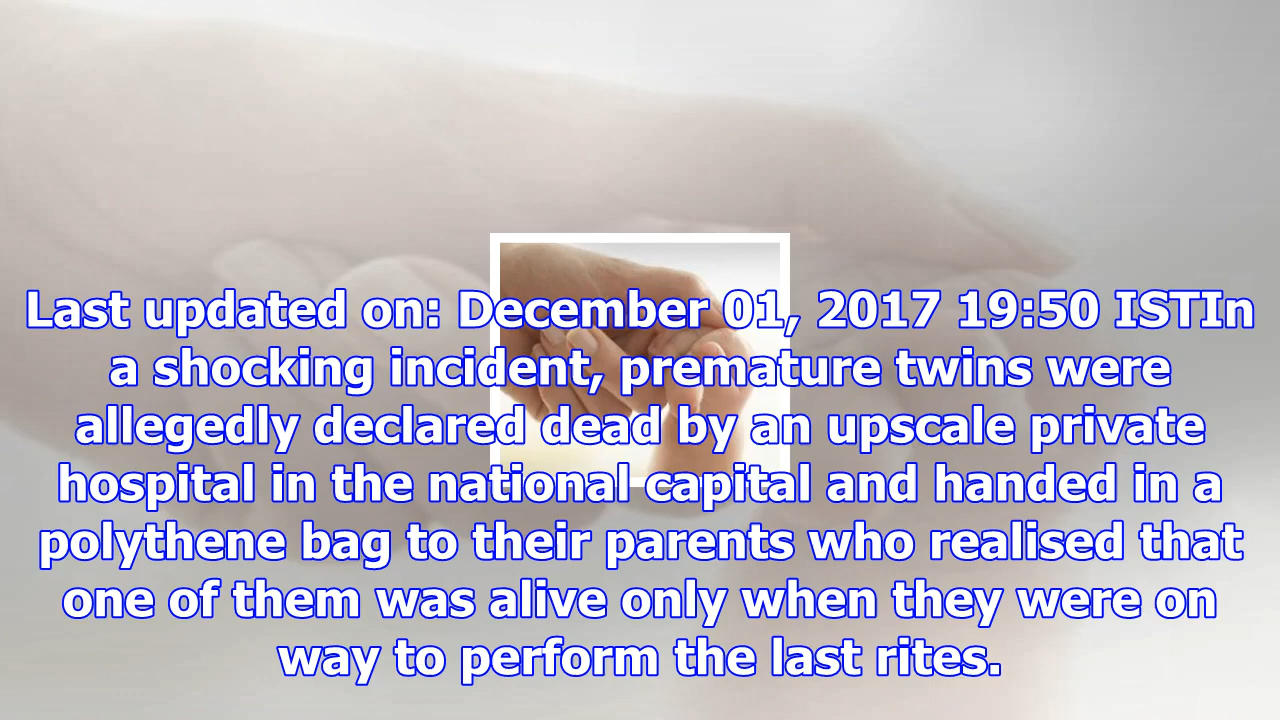 Last updated on: December 01, 2017 19:50 ISTIn
a shocking incident, premature twins were
allegedly declared dead by an upscale private
hospital in the national capital and handed in a
polythene bag to their parents who realised that
one of them was alive only when they were on
way to perform the last rites.